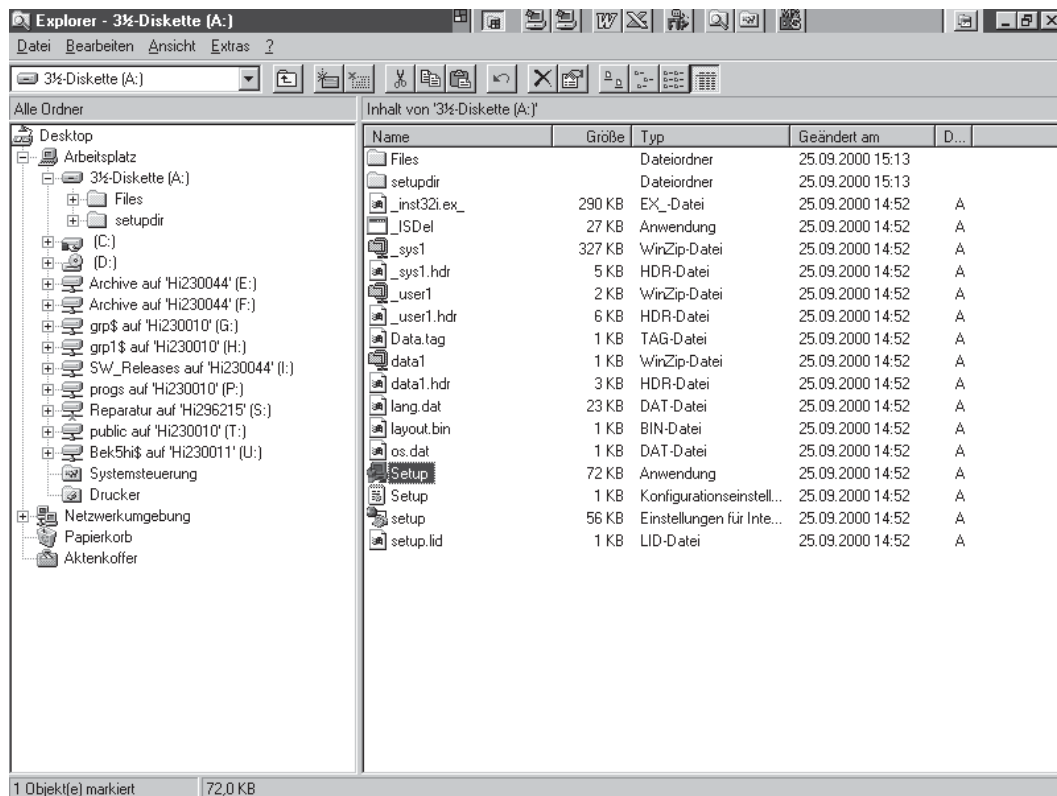 Explorer - 3½-Diskette (A:)
Datei Bearbeiten Ansicht Extras ?
3½-Diskette (A:)
Alle Ordner
Inhalt von '3½-Diskette (A:)'
Desktop
Arbeitsplatz
3½-Diskette (A:)
Files
setupdir
(C:)
(D:)
Archive auf 'Hi230044' (E:)
Archive auf 'Hi230044' (F:)
grp$ auf 'Hi230010' (G:)
grp1$ auf 'Hi230010' (H:)
SW_Releases auf 'Hi230044' (I:)
progs auf 'Hi230010' (P:)
Reparatur auf 'Hi296215' (S:)
public auf 'Hi230010' (T:)
Bek5hi$ auf 'Hi230011' (U:)
Systemsteuerung
Drucker
Netzwerkumgebung
Papierkorb
Aktenkoffer
Name Größe Typ Geändert am D...
Files Dateiordner 25.09.2000 15:13
setupdir Dateiordner 25.09.2000 15:13
_inst32i.ex_ 290 KB EX_-Datei 25.09.2000 14:52 A
_ISDel 27 KB Anwendung 25.09.2000 14:52 A
_sys1 327 KB WinZip-Datei 25.09.2000 14:52 A
_sys1.hdr 5 KB HDR-Datei 25.09.2000 14:52 A
_user1 2 KB WinZip-Datei 25.09.2000 14:52 A
_user1.hdr 6 KB HDR-Datei 25.09.2000 14:52 A
Data.tag 1 KB TAG-Datei 25.09.2000 14:52 A
data1 1 KB WinZip-Datei 25.09.2000 14:52 A
data1.hdr 3 KB HDR-Datei 25.09.2000 14:52 A
lang.dat 23 KB DAT-Datei 25.09.2000 14:52 A
layout.bin 1 KB BIN-Datei 25.09.2000 14:52 A
os.dat 1 KB DAT-Datei 25.09.2000 14:52 A
Setup 72 KB Anwendung 25.09.2000 14:52 A
Setup 1 KB Konfigurationseinstell... 25.09.2000 14:52 A
setup 56 KB Einstellungen für Inte... 25.09.2000 14:52 A
setup.lid 1 KB LID-Datei 25.09.2000 14:52 A
1 Objekt(e) markiert 72,0 KB